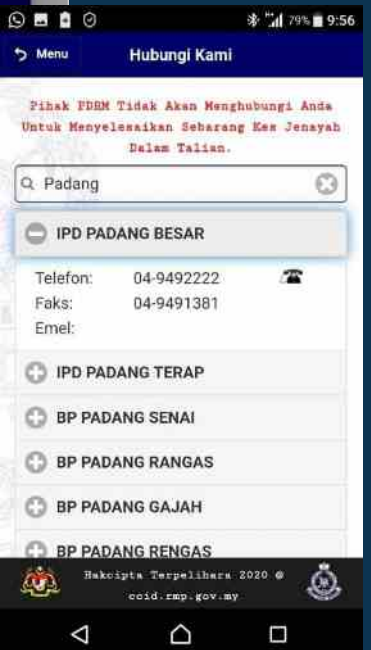 79% 9:56
Menu Hubungi Kami
Pihak PDRM Tidak Akan Menghubungi Anda
Untuk Menyelesaikan Sebarang Kes Jenayah
Dalam Talian.
Padang
IPD PADANG BESAR
Telefon: 04-9492222
Faks: 04-9491381
Emel:
IPD PADANG TERAP
BP PADANG SENAI
BP PADANG RANGAS
BP PADANG GAJAH
BP PADANG RENGAS
Hakcipta Terpelihara 2020 @
ccid.rmp.gov.my